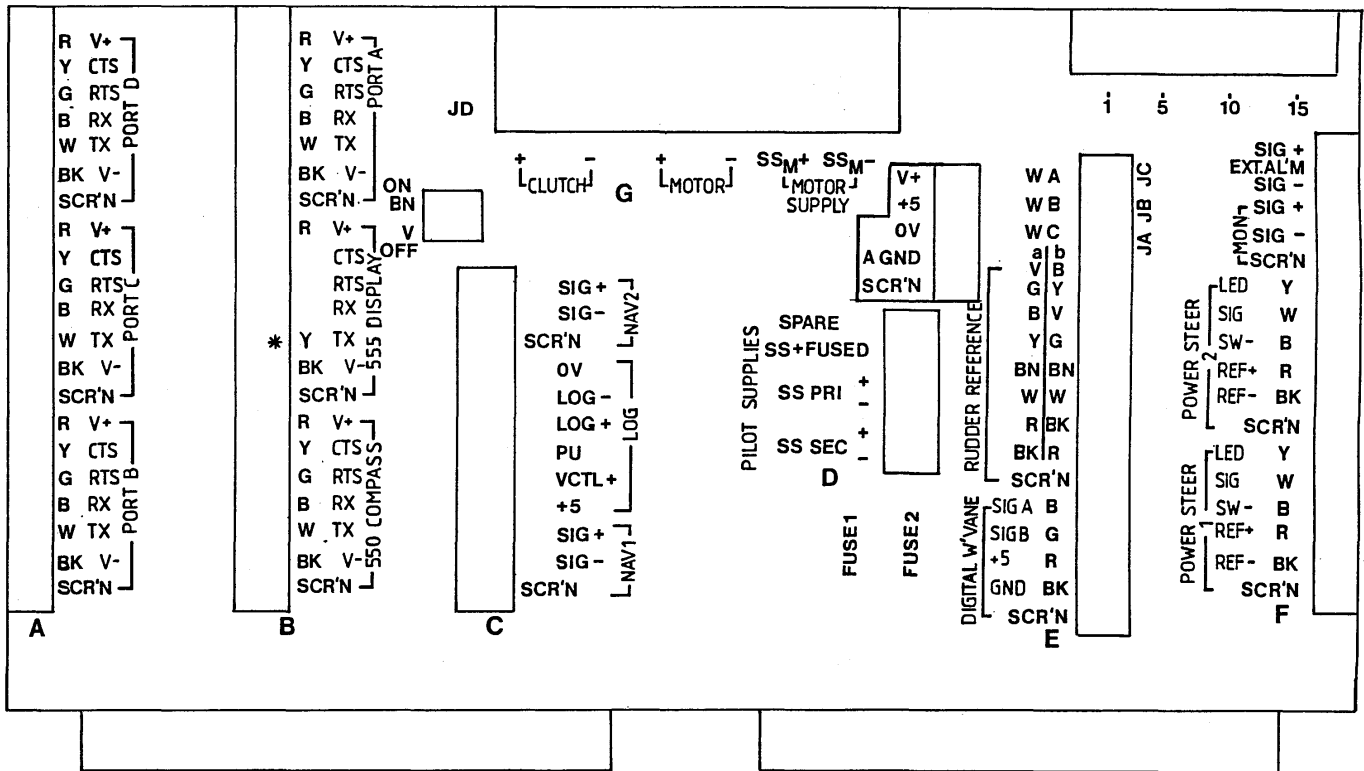 R V+
Y CTS
G RTS
B RX
W TX
BK V-
SCR'N
PORT D
R V+
Y CTS
G RTS
B RX
W TX
BK V-
SCR'N
PORT C
R V+
Y CTS
G RTS
B RX
W TX
BK V-
SCR'N
PORT B
A
R V+
Y CTS
G RTS
B RX
W TX
BK V-
SCR'N
PORT A
R V+
CTS
RTS
RX
* Y TX
BK V-
SCR'N
555 DISPLAY
R V+
Y CTS
G RTS
B RX
W TX
BK V-
SCR'N
550 COMPASS
B
JD
ON
BN
V
OFF
+ -
CLUTCH
G
+ -
MOTOR
SSM+ SSM-
MOTOR
SUPPLY
SIG+
SIG-
SCR'N
NAV2
0V
LOG-
LOG+
PU
VCTL+
+5
LOG
SIG+
SIG-
SCR'N
NAV1
C
V+
+5
0V
A GND
SCR'N
SPARE
SS+FUSED
SS PRI + -
SS SEC + -
PILOT SUPPLIES
D
FUSE1
FUSE2
1 5 10 15
W A
W B
W C
JC
JB
JA
a b
V B
G Y
B V
Y G
BN BN
W W
R BK
BK R
SCR'N
RUDDER REFERENCE
SIG A B
SIG B G
+5 R
GND BK
SCR'N
DIGITAL W'VANE
E
SIG +
EXT.AL'M
SIG -
SIG +
SIG -
SCR'N
MON
LED Y
SIG W
SW- B
REF+ R
REF- BK
SCR'N
POWER STEER 2
LED Y
SIG W
SW- B
REF+ R
REF- BK
SCR'N
POWER STEER 1
F